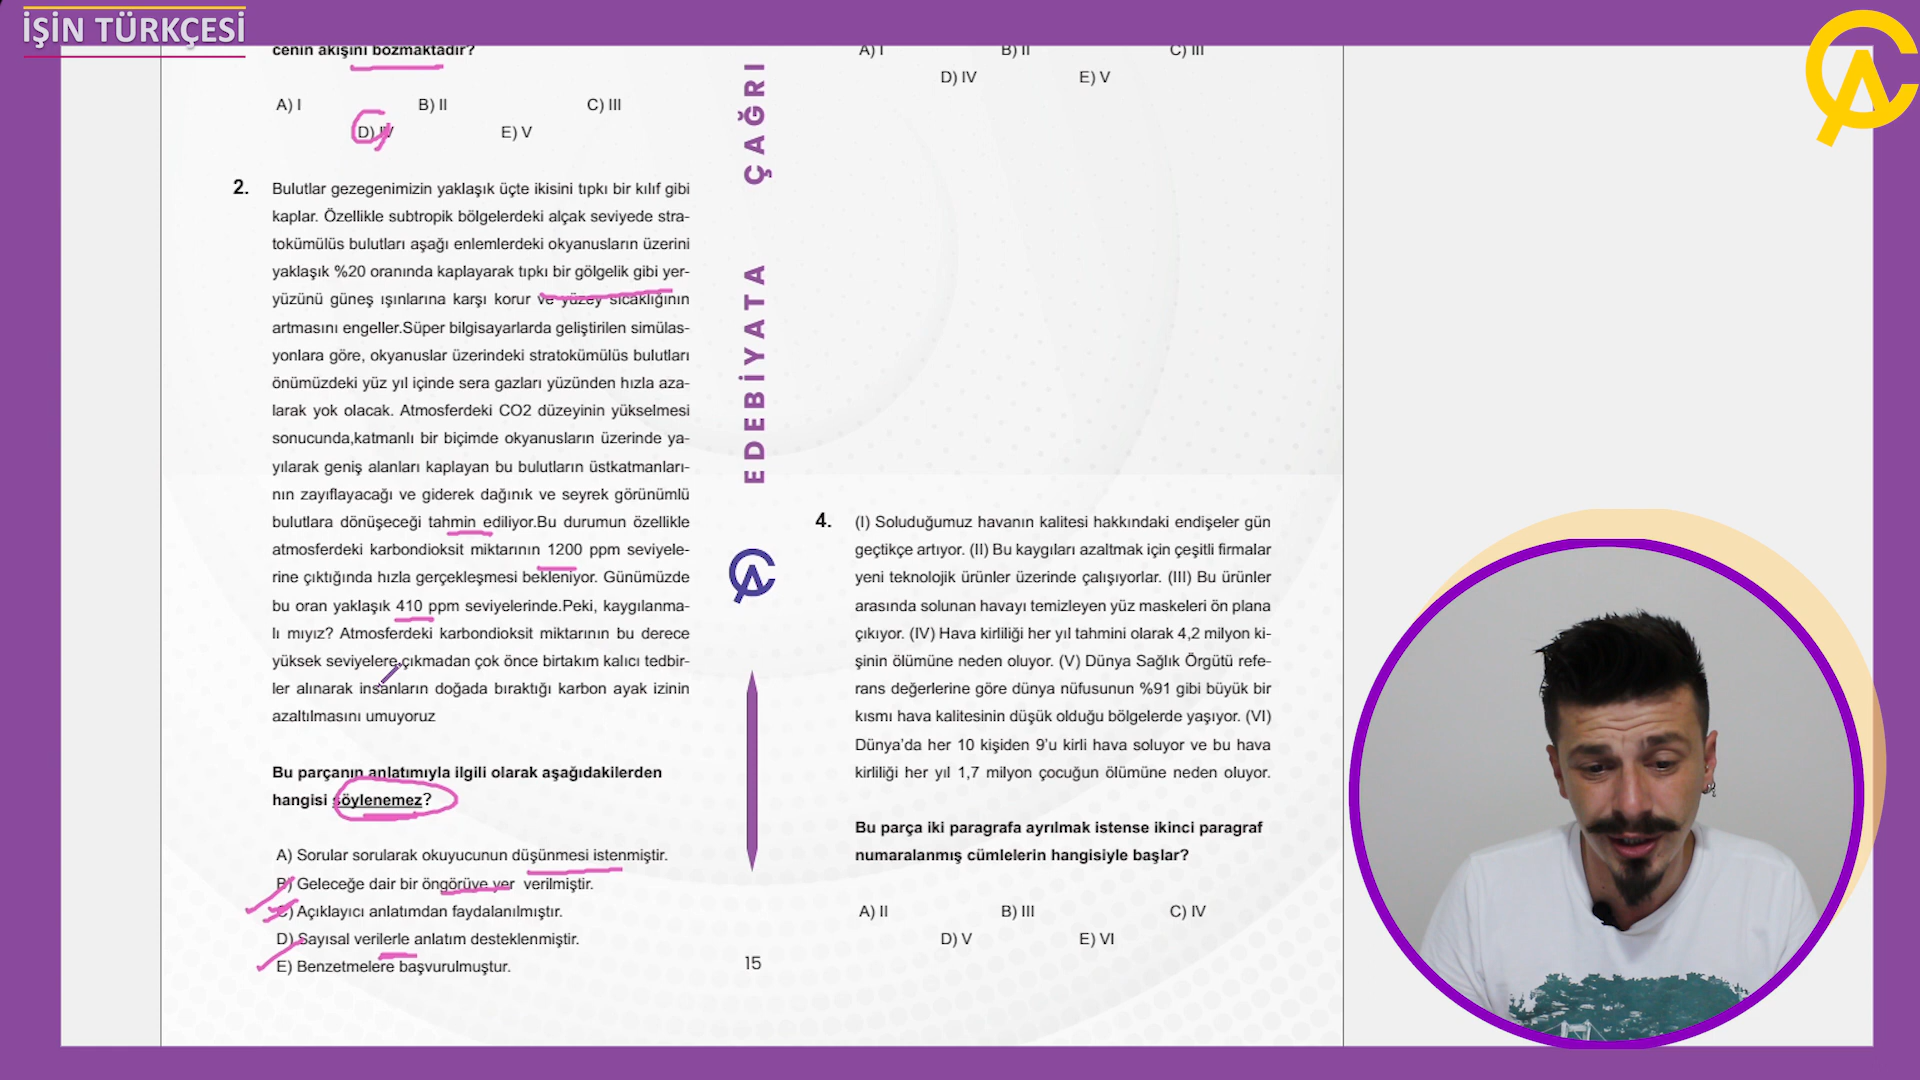 İŞİN TÜRKÇESİ
cenin akışını bozmaktadır?
A) I B) II C) III
D) IV E) V
2. Bulutlar gezegenimizin yaklaşık üçte ikisini tıpkı bir kılıf gibi
kaplar. Özellikle subtropik bölgelerdeki alçak seviyede stra-
tokümülüs bulutları aşağı enlemlerdeki okyanusların üzerini
yaklaşık %20 oranında kaplayarak tıpkı bir gölgelik gibi yer-
yüzünü güneş ışınlarına karşı korur ve yüzey sıcaklığının
artmasını engeller.Süper bilgisayarlarda geliştirilen simülas-
yonlara göre, okyanuslar üzerindeki stratokümülüs bulutları
önümüzdeki yüz yıl içinde sera gazları yüzünden hızla aza-
larak yok olacak. Atmosferdeki CO2 düzeyinin yükselmesi
sonucunda,katmanlı bir biçimde okyanusların üzerinde ya-
yılarak geniş alanları kaplayan bu bulutların üstkatmanları-
nın zayıflayacağı ve giderek dağınık ve seyrek görünümlü
bulutlara dönüşeceği tahmin ediliyor.Bu durumun özellikle
atmosferdeki karbondioksit miktarının 1200 ppm seviyele-
rine çıktığında hızla gerçekleşmesi bekleniyor. Günümüzde
bu oran yaklaşık 410 ppm seviyelerinde.Peki, kaygılanma-
lı mıyız? Atmosferdeki karbondioksit miktarının bu derece
yüksek seviyelere çıkmadan çok önce birtakım kalıcı tedbir-
ler alınarak insanların doğada bıraktığı karbon ayak izinin
azaltılmasını umuyoruz
Bu parçanın anlatımıyla ilgili olarak aşağıdakilerden
hangisi söylenemez?
A) Sorular sorularak okuyucunun düşünmesi istenmiştir.
B) Geleceğe dair bir öngörüye yer verilmiştir.
C) Açıklayıcı anlatımdan faydalanılmıştır.
D) Sayısal verilerle anlatım desteklenmiştir.
E) Benzetmelere başvurulmuştur.
EDEBİYATA ÇAĞRI
15
A) I B) II C) III
D) IV E) V
4. (I) Soluduğumuz havanın kalitesi hakkındaki endişeler gün
geçtikçe artıyor. (II) Bu kaygıları azaltmak için çeşitli firmalar
yeni teknolojik ürünler üzerinde çalışıyorlar. (III) Bu ürünler
arasında solunan havayı temizleyen yüz maskeleri ön plana
çıkıyor. (IV) Hava kirliliği her yıl tahmini olarak 4,2 milyon ki-
şinin ölümüne neden oluyor. (V) Dünya Sağlık Örgütü refe-
rans değerlerine göre dünya nüfusunun %91 gibi büyük bir
kısmı hava kalitesinin düşük olduğu bölgelerde yaşıyor. (VI)
Dünya'da her 10 kişiden 9'u kirli hava soluyor ve bu hava
kirliliği her yıl 1,7 milyon çocuğun ölümüne neden oluyor.
Bu parça iki paragrafa ayrılmak istense ikinci paragraf
numaralanmış cümlelerin hangisiyle başlar?
A) II B) III C) IV
D) V E) VI